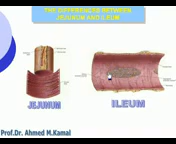 THE DIFFERENCES BETWEEN
JEJUNUM AND ILEUM
JEJUNUM
ILEUM
Prof.Dr. Ahmed M.Kamal